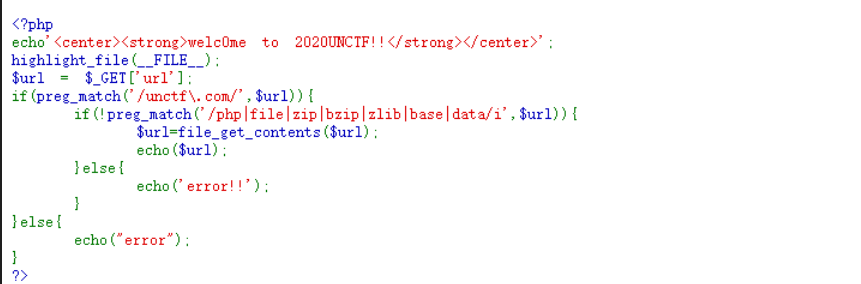 <?php
echo'<center><strong>welc0me  to  2020UNCTF!!</strong></center>';
highlight_file(__FILE__);
$url  =  $_GET['url'];
if(preg_match('/unctf\.com/',$url)){
        if(!preg_match('/php|file|zip|bzip|zlib|base|data/i',$url)){
                $url=file_get_contents($url);
                echo($url);
        }else{
                echo('error!!');
        }
}else{
        echo("error");
}
?>